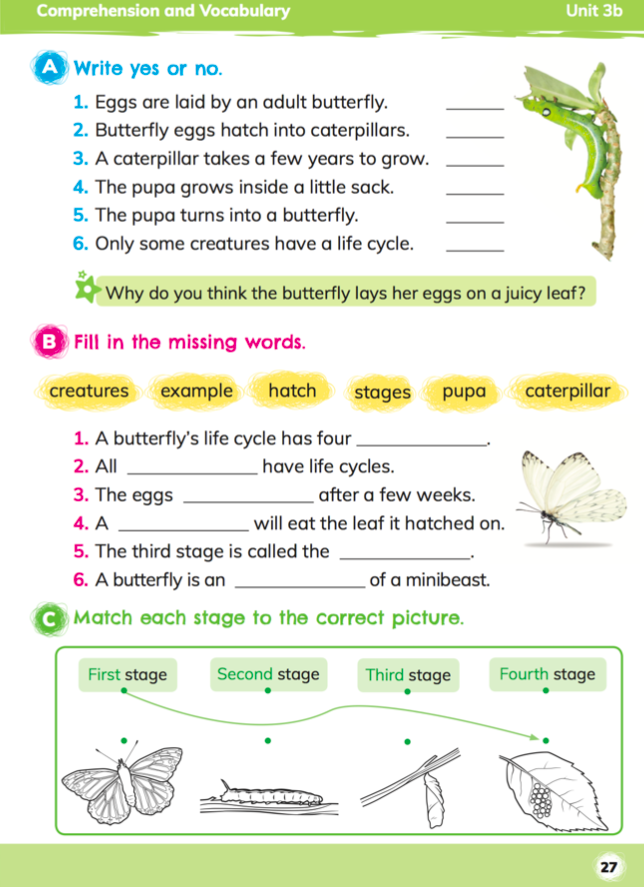 Comprehension and Vocabulary Unit 3b
A Write yes or no.
1. Eggs are laid by an adult butterfly. ______
2. Butterfly eggs hatch into caterpillars. ______
3. A caterpillar takes a few years to grow. ______
4. The pupa grows inside a little sack. ______
5. The pupa turns into a butterfly. ______
6. Only some creatures have a life cycle. ______
Why do you think the butterfly lays her eggs on a juicy leaf?
B Fill in the missing words.
creatures example hatch stages pupa caterpillar
1. A butterfly’s life cycle has four ____________.
2. All ____________ have life cycles.
3. The eggs ____________ after a few weeks.
4. A ____________ will eat the leaf it hatched on.
5. The third stage is called the ____________.
6. A butterfly is an ____________ of a minibeast.
C Match each stage to the correct picture.
First stage Second stage Third stage Fourth stage
27